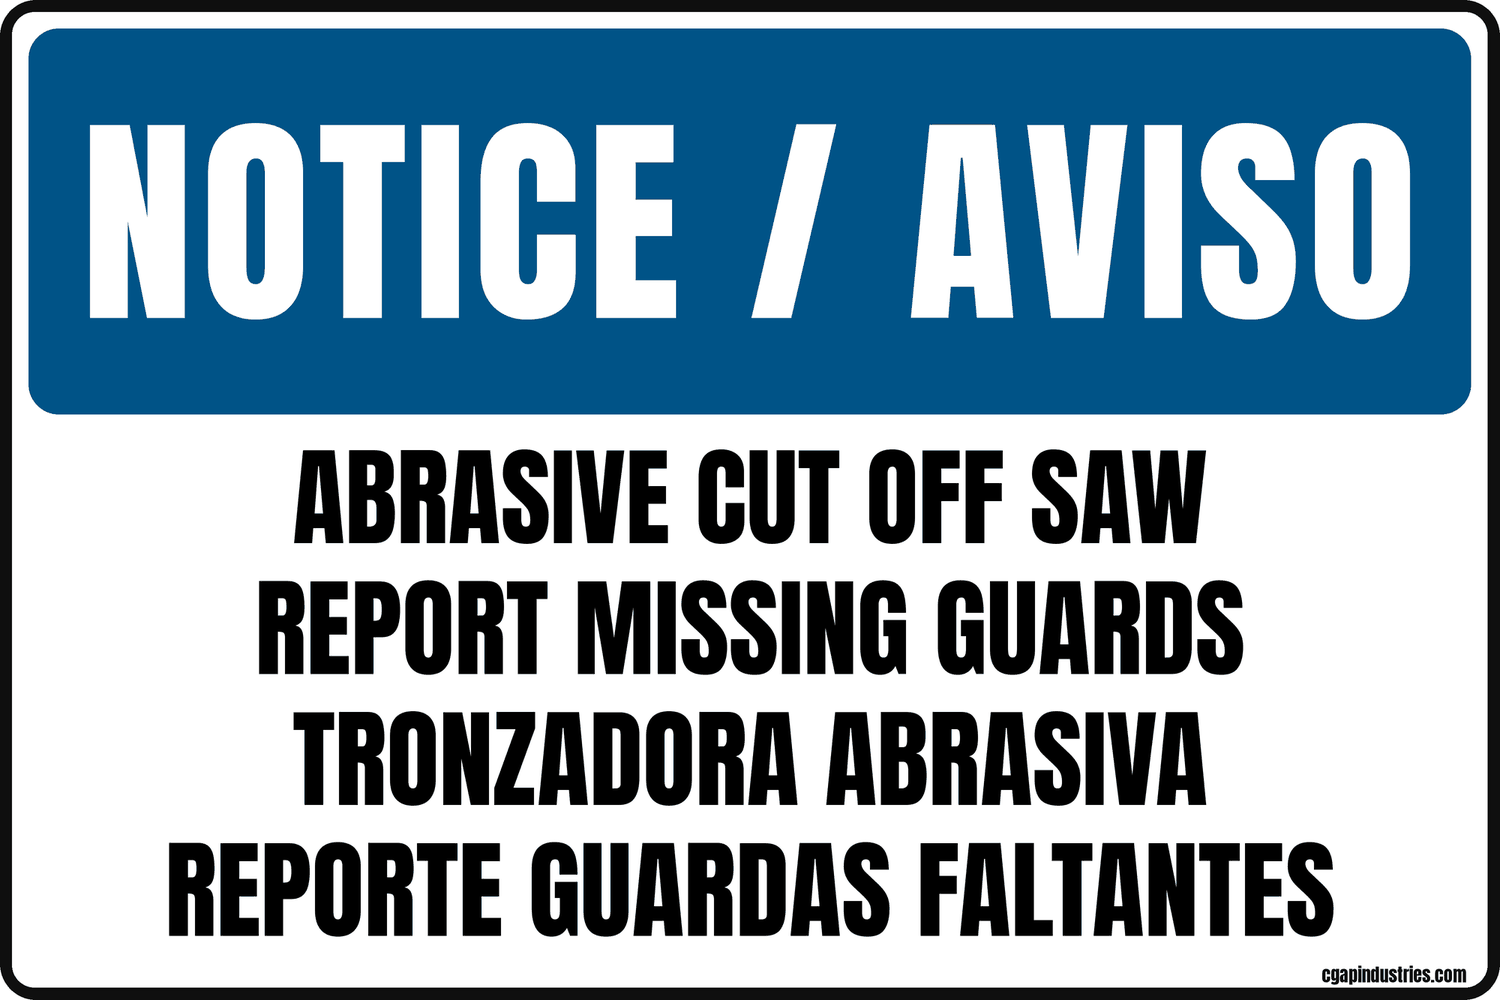 NOTICE / AVISO
ABRASIVE CUT OFF SAW
REPORT MISSING GUARDS
TRONZADORA ABRASIVA
REPORTE GUARDAS FALTANTES
cgapindustries.com